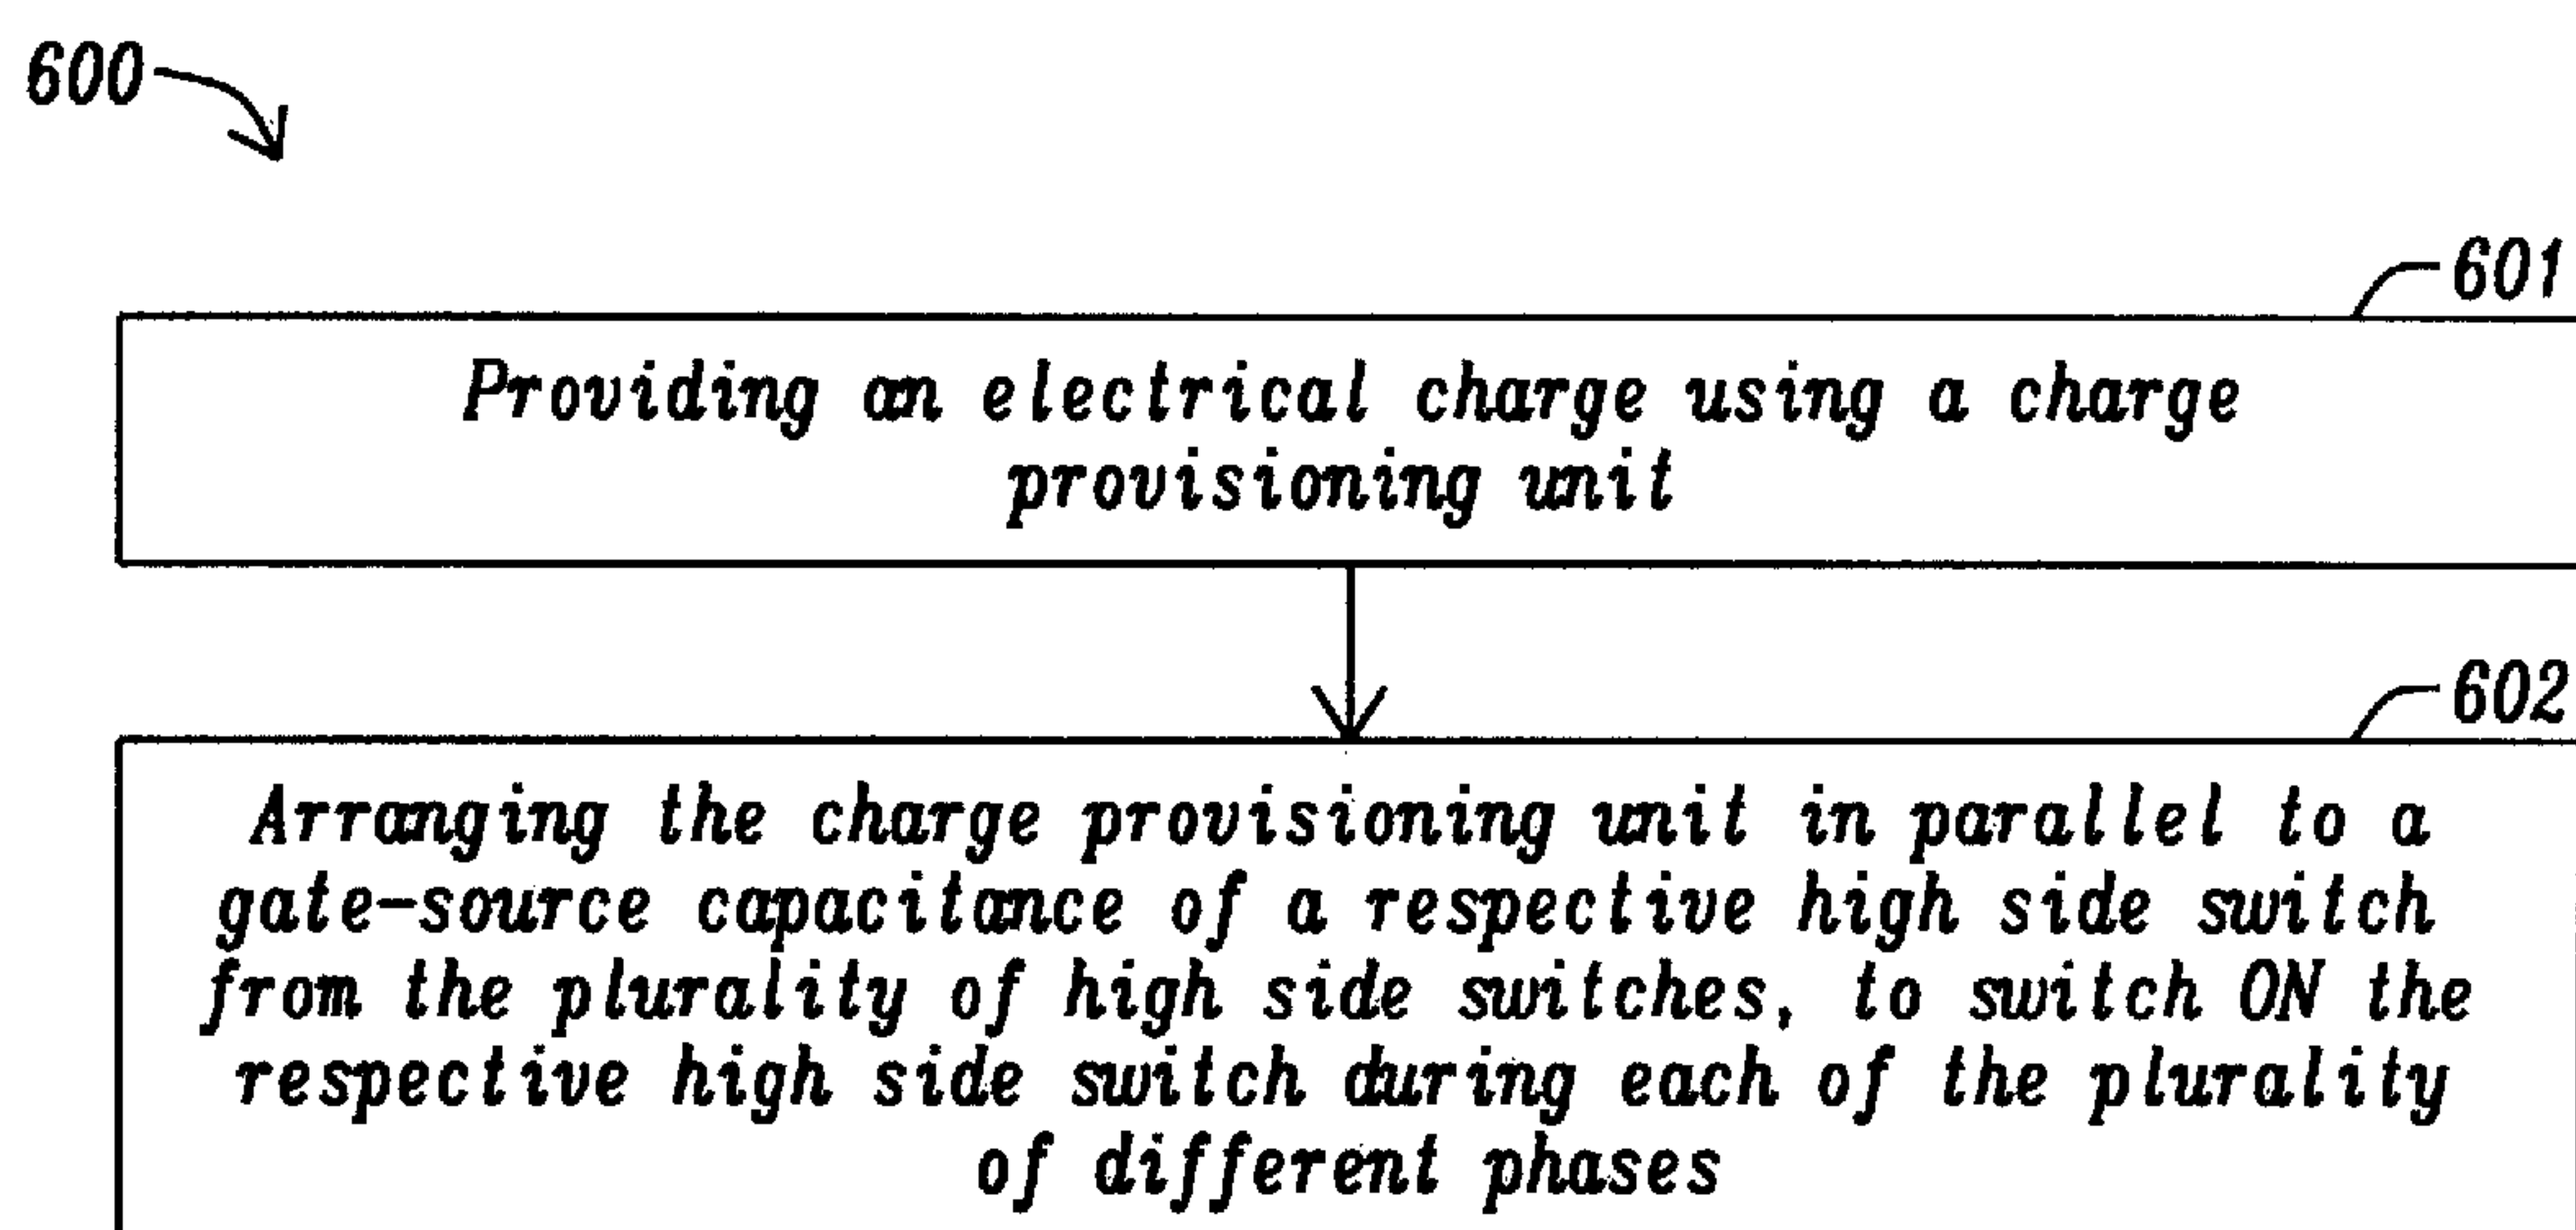 600
601
Providing an electrical charge using a charge
provisioning unit
602
Arranging the charge provisioning unit in parallel to a
gate-source capacitance of a respective high side switch
from the plurality of high side switches, to switch ON the
respective high side switch during each of the plurality
of different phases